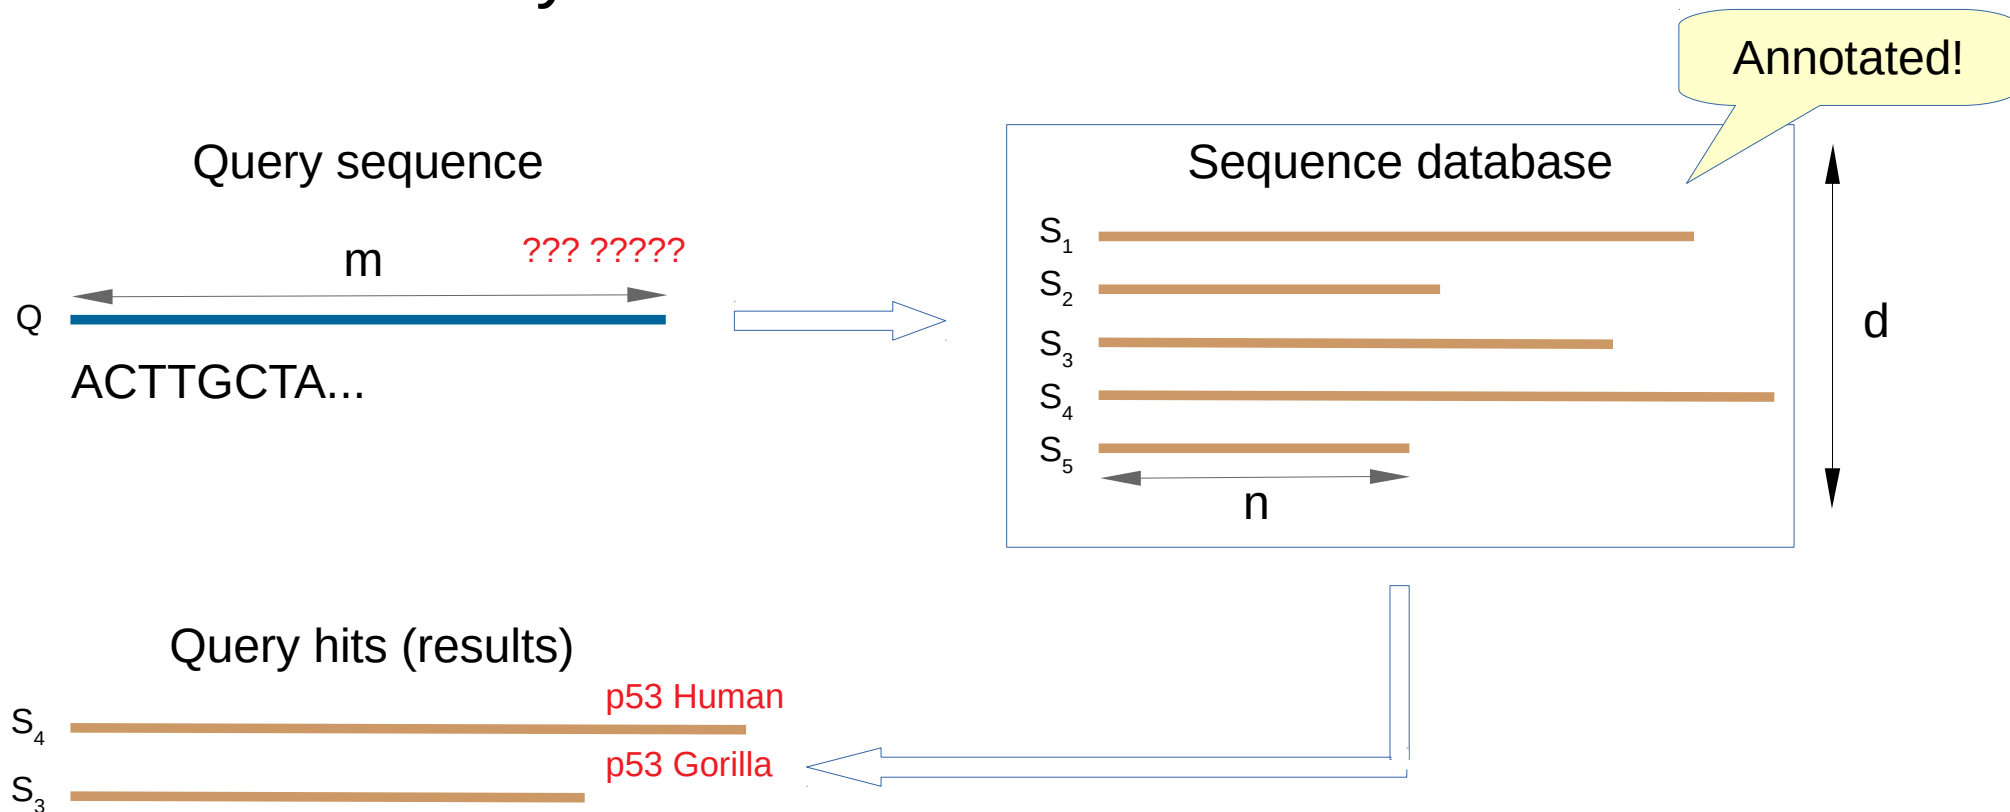 Annotated!
Query sequence
Sequence database
??? ?????
m
Q
ACTTGCTA...
S1
S2
S3
S4
S5
n
d
Query hits (results)
p53 Human
S4
p53 Gorilla
S3